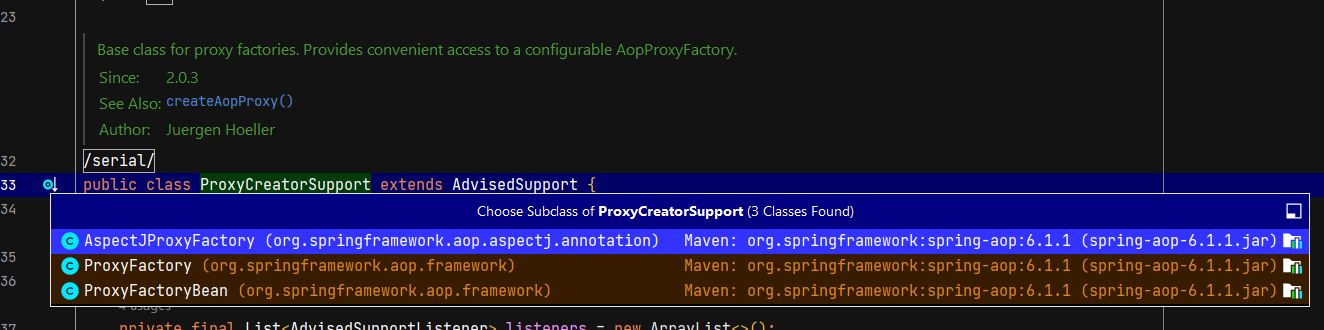 23
Base class for proxy factories. Provides convenient access to a configurable AopProxyFactory.
Since: 2.0.3
See Also: createAopProxy()
Author: Juergen Hoeller
32 /serial/
33 public class ProxyCreatorSupport extends AdvisedSupport {
34
Choose Subclass of ProxyCreatorSupport (3 Classes Found)
C AspectJProxyFactory (org.springframework.aop.aspectj.annotation) Maven: org.springframework:spring-aop:6.1.1 (spring-aop-6.1.1.jar)
35
C ProxyFactory (org.springframework.aop.framework) Maven: org.springframework:spring-aop:6.1.1 (spring-aop-6.1.1.jar)
36
C ProxyFactoryBean (org.springframework.aop.framework) Maven: org.springframework:spring-aop:6.1.1 (spring-aop-6.1.1.jar)
4 usages
37 private final List<AdvisedSupportListener> listeners = new ArrayList<>();